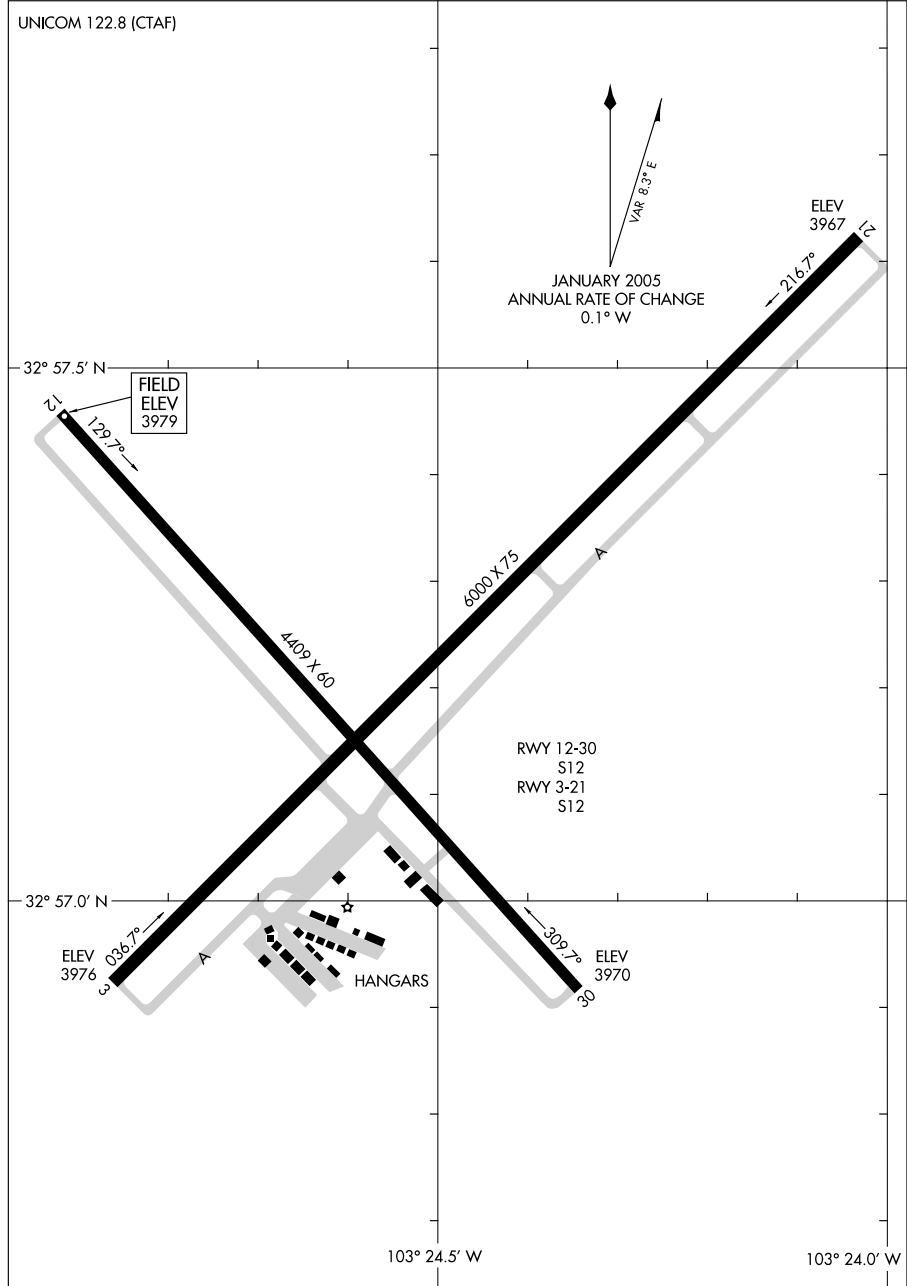 UNICOM 122.8 (CTAF)
VAR 8.3° E
JANUARY 2005
ANNUAL RATE OF CHANGE
0.1° W
ELEV
3967
21
216.7°
32° 57.5' N
FIELD
ELEV
3979
12
129.7°
A
6000 X 75
4409 X 60
RWY 12-30
S12
RWY 3-21
S12
32° 57.0' N
036.7°
ELEV
3976
3
A
HANGARS
309.7°
ELEV
3970
30
103° 24.5' W
103° 24.0' W